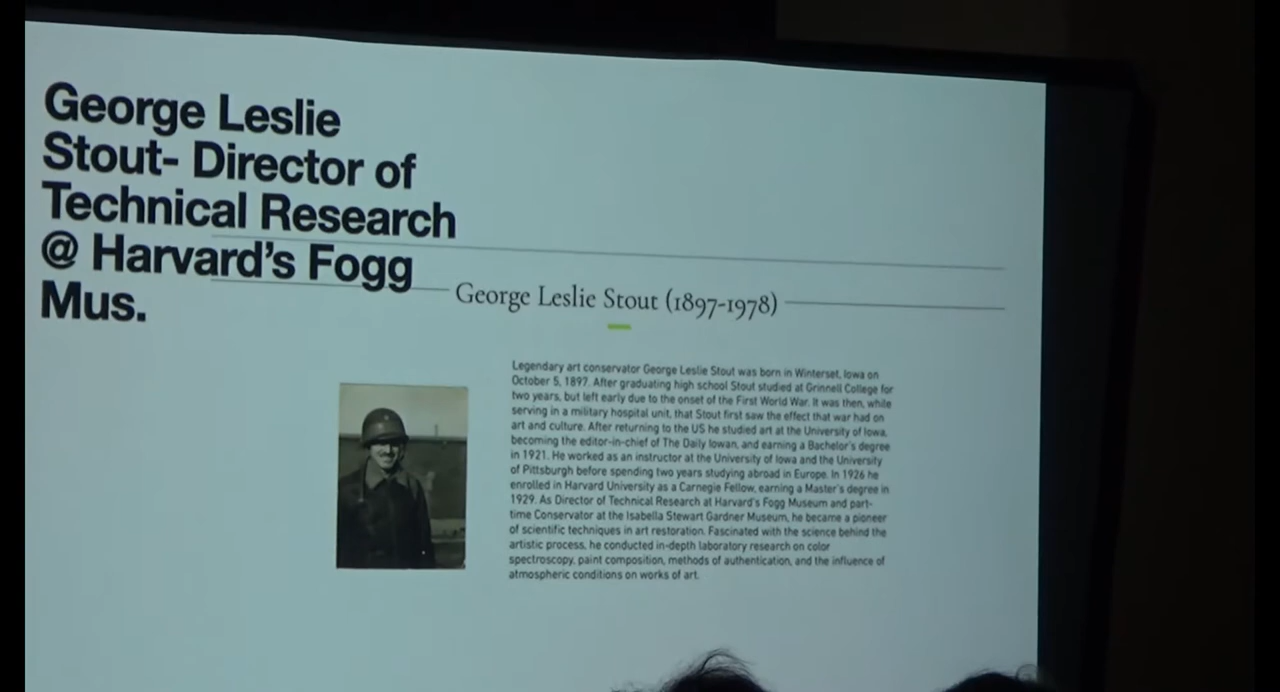 George Leslie
Stout- Director of
Technical Research
@ Harvard's Fogg
Mus.
George Leslie Stout (1897-1978)
Legendary art conservator George Leslie Stout was born in Winterset, Iowa on
October 5, 1897. After graduating high school Stout studied at Grinnell College for
two years, but left early due to the onset of the First World War. It was then, while
serving in a military hospital unit, that Stout first saw the effect that war had on
art and culture. After returning to the US he studied art at the University of Iowa,
becoming the editor-in-chief of The Daily Iowan, and earning a Bachelor's degree
in 1921. He worked as an instructor at the University of Iowa and the University
of Pittsburgh before spending two years studying abroad in Europe. In 1926 he
enrolled in Harvard University as a Carnegie Fellow, earning a Master's degree in
1929. As Director of Technical Research at Harvard's Fogg Museum and part-
time Conservator at the Isabella Stewart Gardner Museum, he became a pioneer
of scientific techniques in art restoration. Fascinated with the science behind the
artistic process, he conducted in-depth laboratory research on color
spectroscopy, paint composition, methods of authentication, and the influence of
atmospheric conditions on works of art.